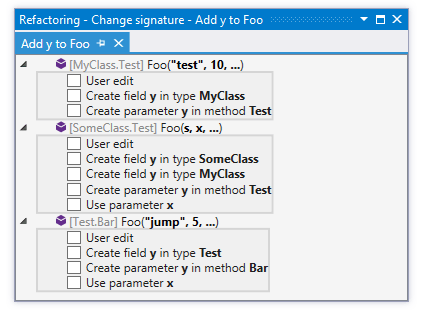 Refactoring - Change signature - Add y to Foo
Add y to Foo
[MyClass.Test] Foo("test", 10, ...)
User edit
Create field y in type MyClass
Create parameter y in method Test
[SomeClass.Test] Foo(s, x, ...)
User edit
Create field y in type SomeClass
Create field y in type MyClass
Create parameter y in method Test
Use parameter x
[Test.Bar] Foo("jump", 5, ...)
User edit
Create field y in type Test
Create parameter y in method Bar
Use parameter x